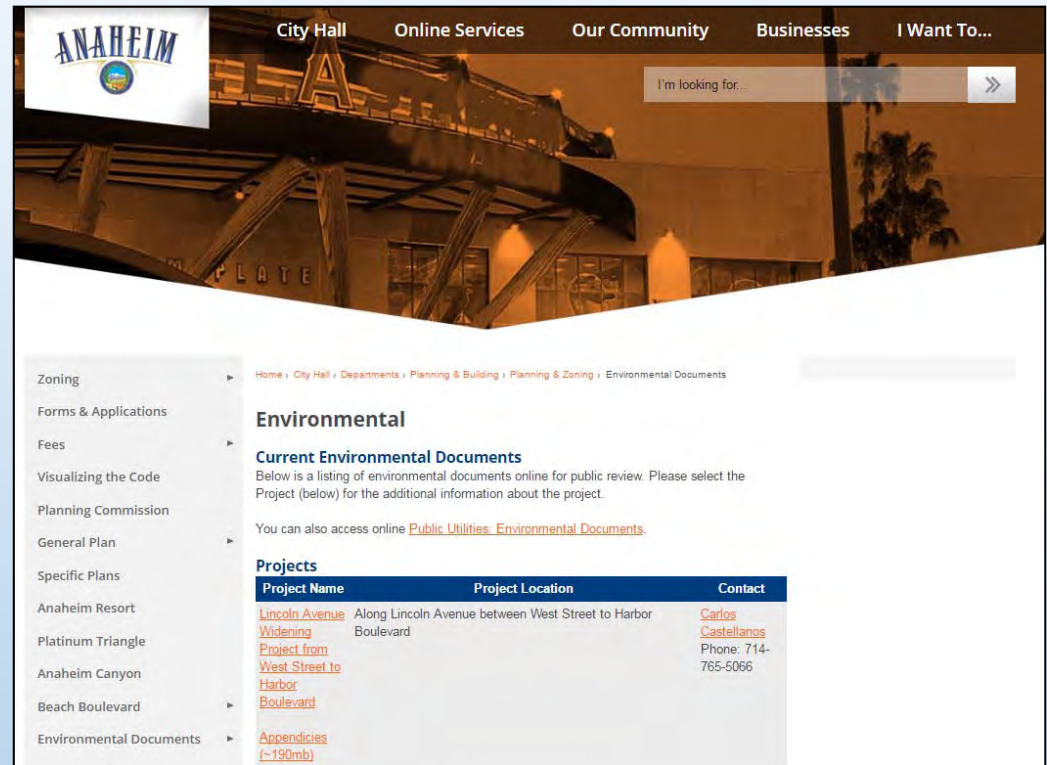 ANAHEIM
City Hall
Online Services
Our Community
Businesses
I Want To...
I'm looking for...
A
PLATE
Zoning
Forms & Applications
Fees
Visualizing the Code
Planning Commission
General Plan
Specific Plans
Anaheim Resort
Platinum Triangle
Anaheim Canyon
Beach Boulevard
Environmental Documents
Home › City Hall › Departments › Planning & Building › Planning & Zoning › Environmental Documents
Environmental
Current Environmental Documents
Below is a listing of environmental documents online for public review. Please select the
Project (below) for the additional information about the project.
You can also access online Public Utilities: Environmental Documents.
Projects
Project Name
Project Location
Contact
Lincoln Avenue
Widening
Project from
West Street to
Harbor
Boulevard
Appendicies
(~190mb)
Along Lincoln Avenue between West Street to Harbor
Boulevard
Carlos
Castellanos
Phone: 714-
765-5066